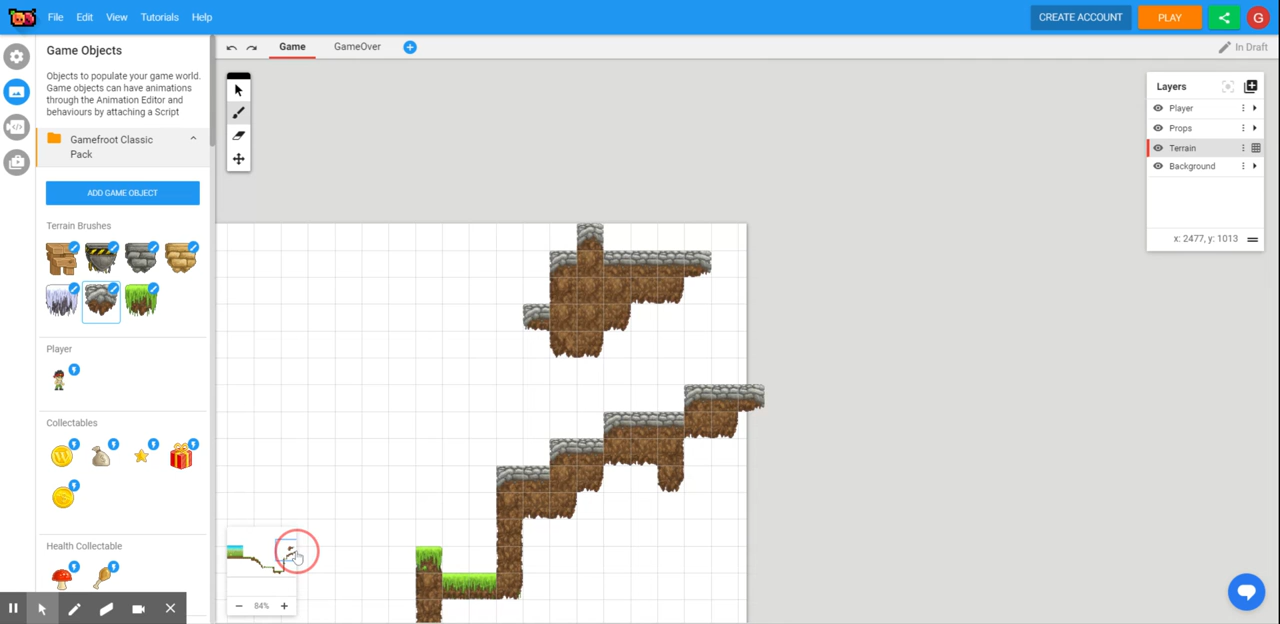 File Edit View Tutorials Help
CREATE ACCOUNT PLAY G
Game Objects
Objects to populate your game world.
Game objects can have animations
through the Animation Editor and
behaviours by attaching a Script
Gamefroot Classic
Pack
ADD GAME OBJECT
Terrain Brushes
Player
Collectables
Health Collectable
Game GameOver
In Draft
Layers
Player
Props
Terrain
Background
x: 2477, y: 1013
84%